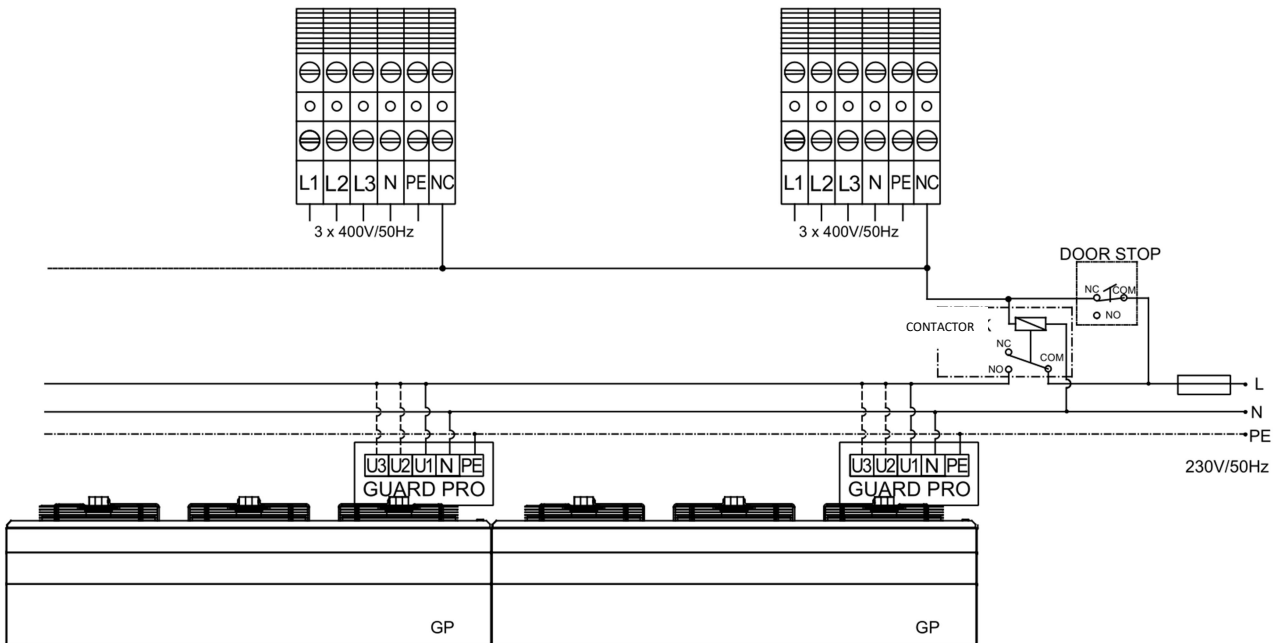 L1 L2 L3 N PE NC
3 x 400V/50Hz
L1 L2 L3 N PE NC
3 x 400V/50Hz
DOOR STOP
NC COM
NO
CONTACTOR
NC
COM
NO
L
N
PE
230V/50Hz
U3 U2 U1 N PE
GUARD PRO
U3 U2 U1 N PE
GUARD PRO
GP
GP